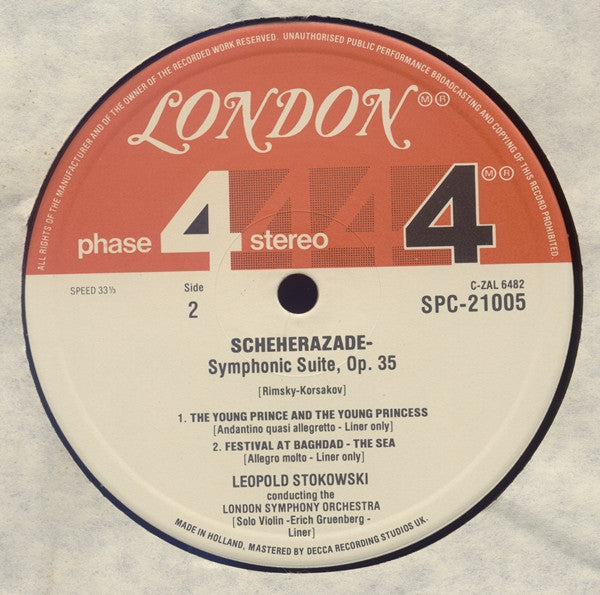 ALL RIGHTS OF THE MANUFACTURER AND OF THE OWNER OF THE RECORDED WORK RESERVED. UNAUTHORISED PUBLIC PERFORMANCE BROADCASTING AND COPYING OF THIS RECORD PROHIBITED.
LONDON Ⓜ Ⓡ
phase 4 stereo 4 4 4 Ⓜ Ⓡ
SPEED 33⅓
Side
2
C-ZAL 6482
SPC-21005
SCHEHERAZADE-
Symphonic Suite, Op. 35
[Rimsky-Korsakov]
1. THE YOUNG PRINCE AND THE YOUNG PRINCESS
[Andantino quasi allegretto - Liner only]
2. FESTIVAL AT BAGHDAD - THE SEA
[Allegro molto - Liner only]
LEOPOLD STOKOWSKI
conducting the
LONDON SYMPHONY ORCHESTRA
[Solo Violin -Erich Gruenberg -
Liner]
MADE IN HOLLAND, MASTERED BY DECCA RECORDING STUDIOS UK.